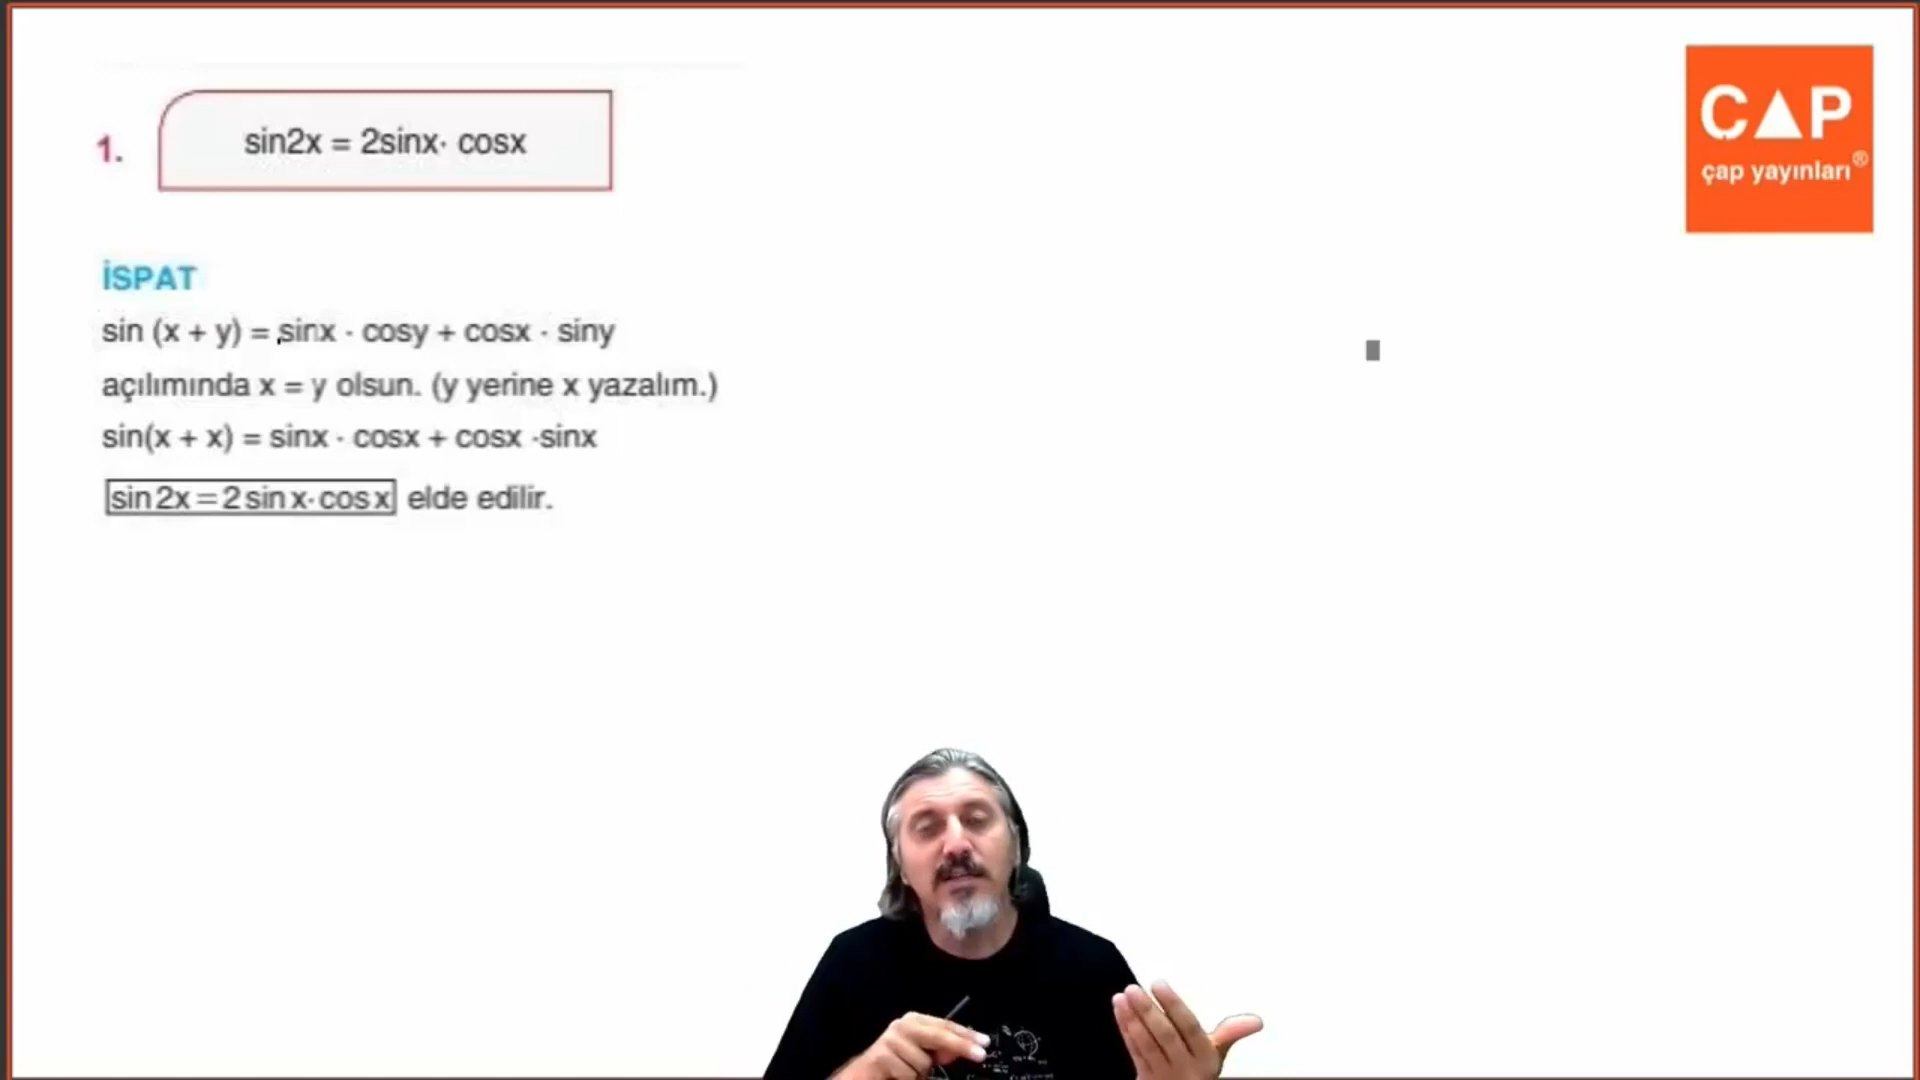 1. sin2x = 2sinx· cosx
ÇAP
çap yayınları®
İSPAT
sin (x + y) = sinx · cosy + cosx · siny
açılımında x = y olsun. (y yerine x yazalım.)
sin(x + x) = sinx · cosx + cosx ·sinx
sin2x=2sinx·cosx elde edilir.